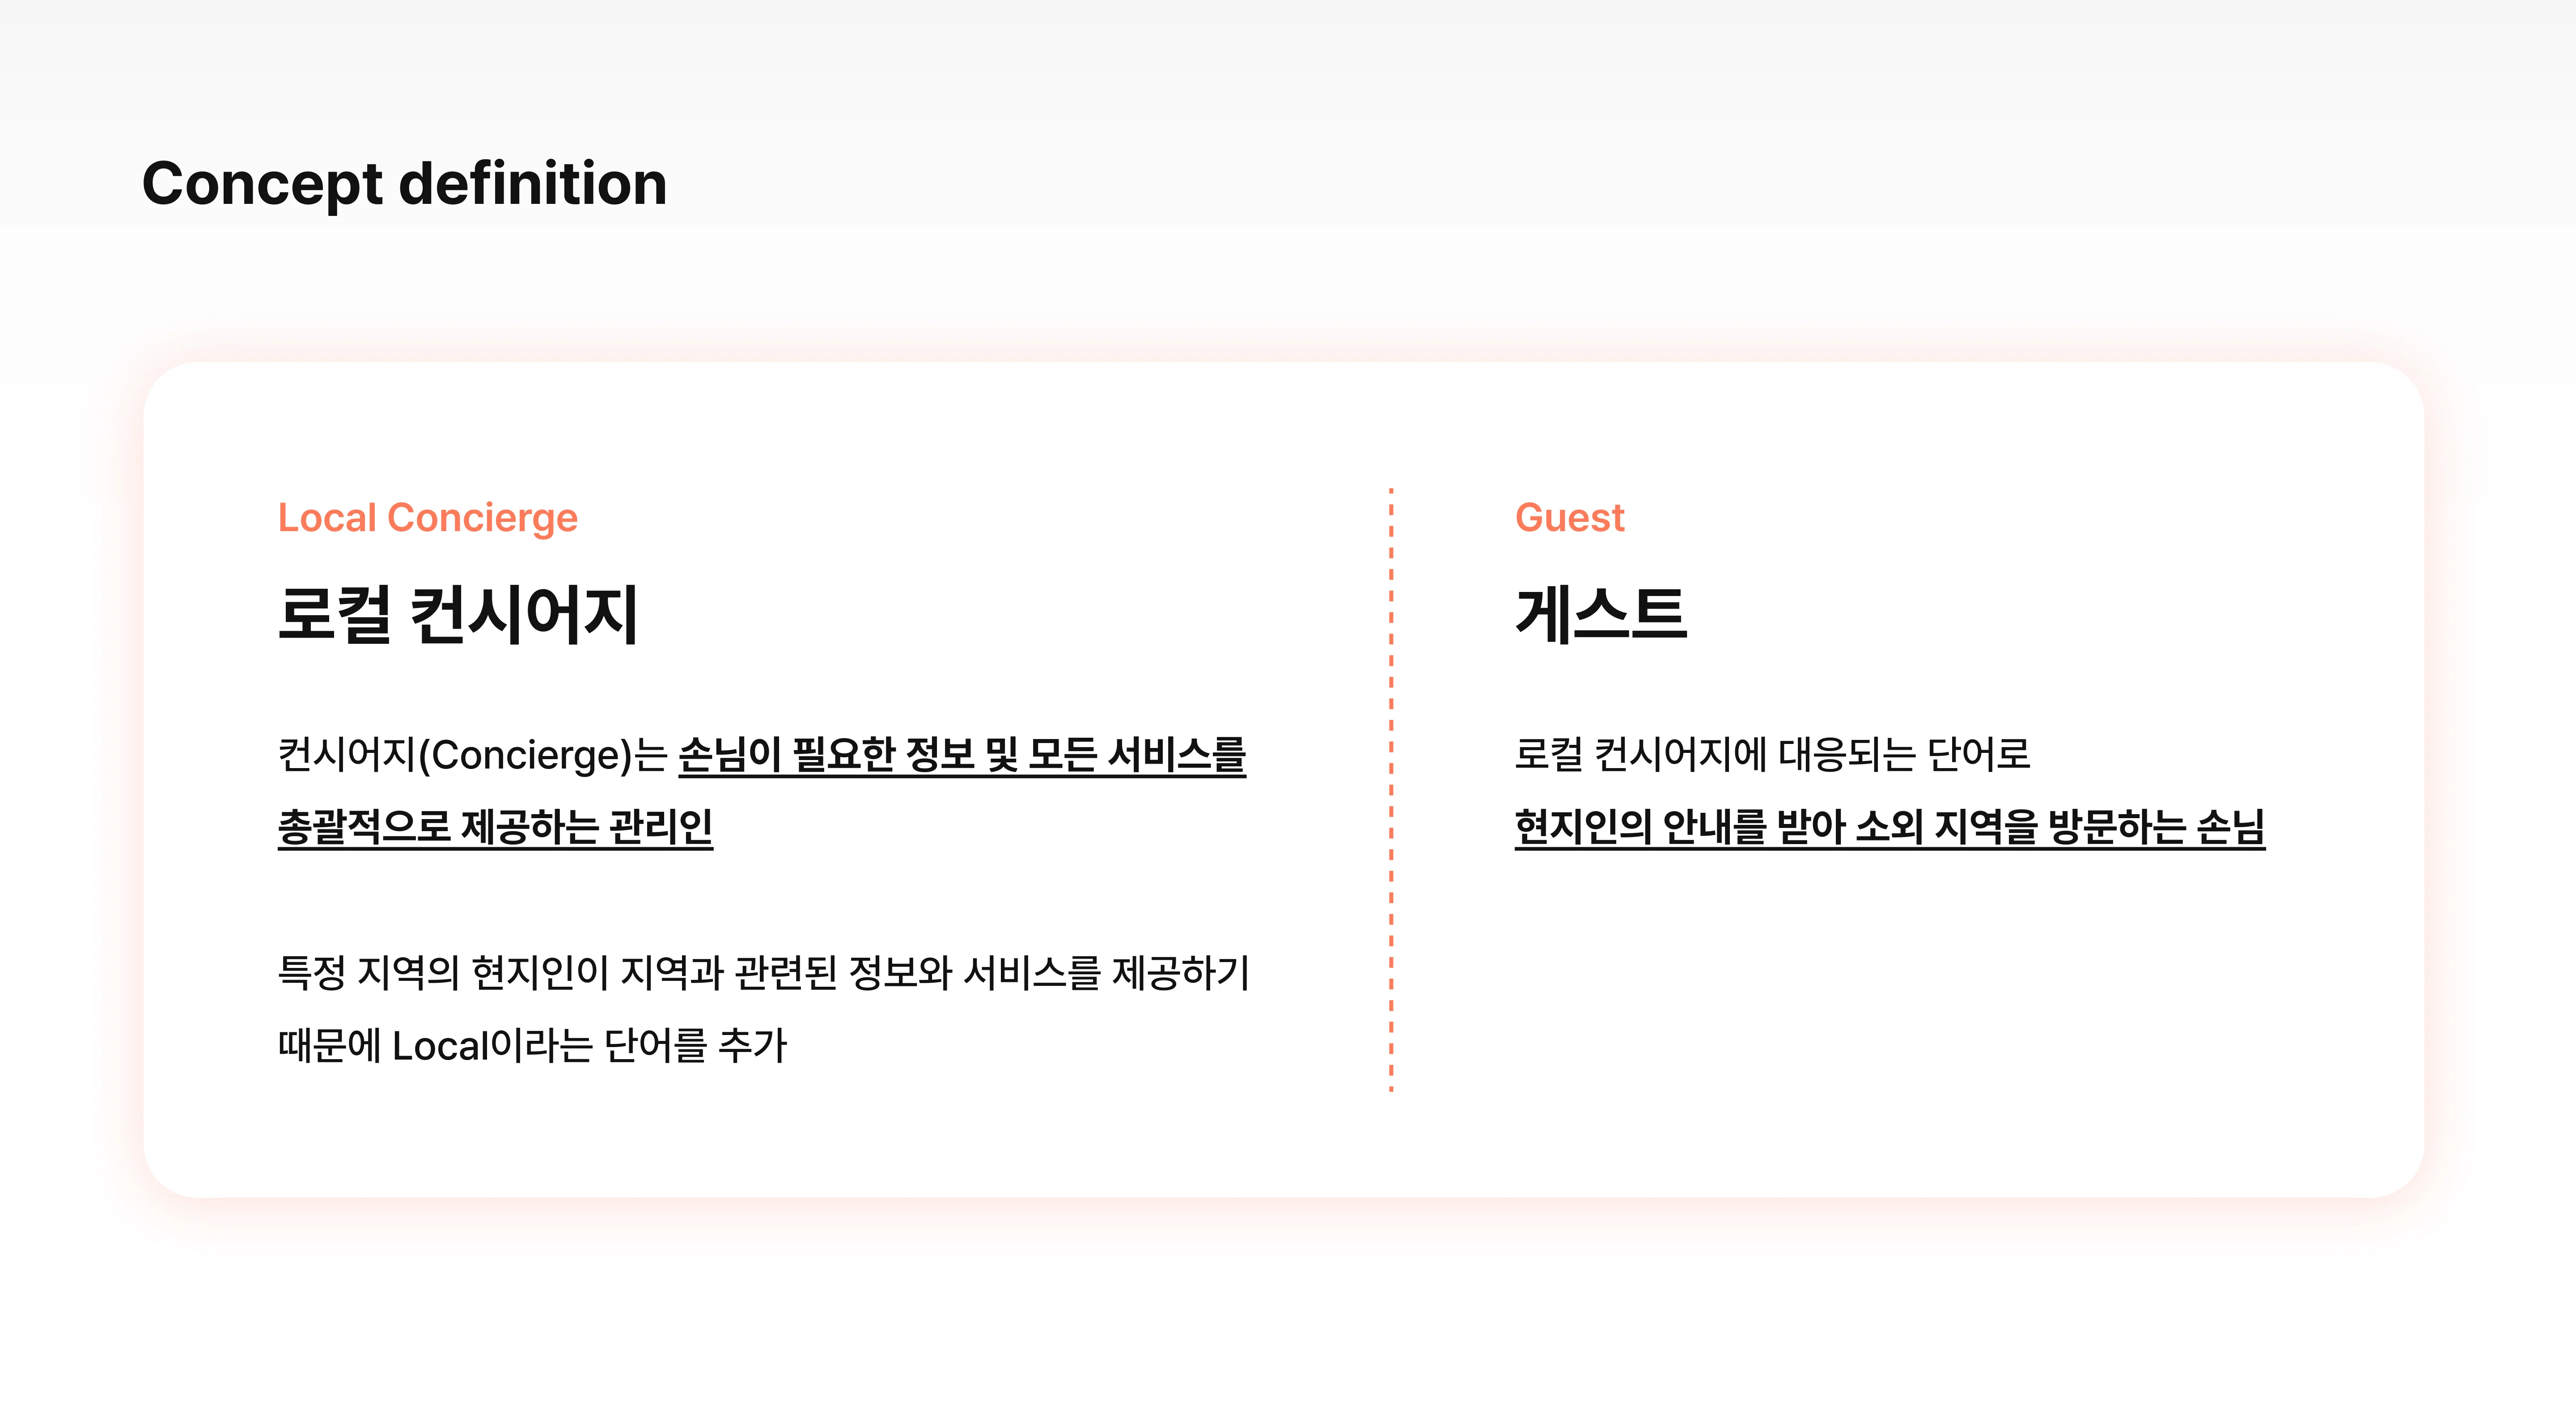 Concept definition
Local Concierge
로컬 컨시어지
컨시어지(Concierge)는 손님이 필요한 정보 및 모든 서비스를
총괄적으로 제공하는 관리인
특정 지역의 현지인이 지역과 관련된 정보와 서비스를 제공하기
때문에 Local이라는 단어를 추가
Guest
게스트
로컬 컨시어지에 대응되는 단어로
현지인의 안내를 받아 소외 지역을 방문하는 손님